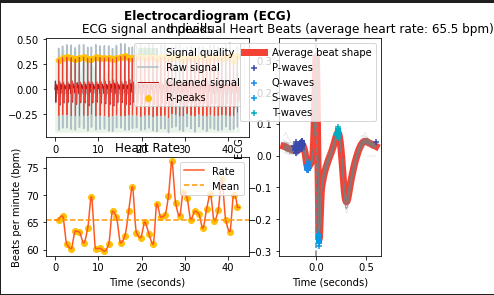 Electrocardiogram (ECG)
ECG signal and peaks
Individual Heart Beats (average heart rate: 65.5 bpm)
0.50
0.25
0.00
−0.25
0 10 20 30 40
Signal quality
Raw signal
Cleaned signal
R-peaks
Heart Rate
Beats per minute (bpm)
75
70
65
60
Rate
Mean
0 10 20 30 40
Time (seconds)
ECG
0.1
0.0
−0.1
−0.2
−0.3
Average beat shape
P-waves
Q-waves
S-waves
T-waves
0.0 0.5
Time (seconds)